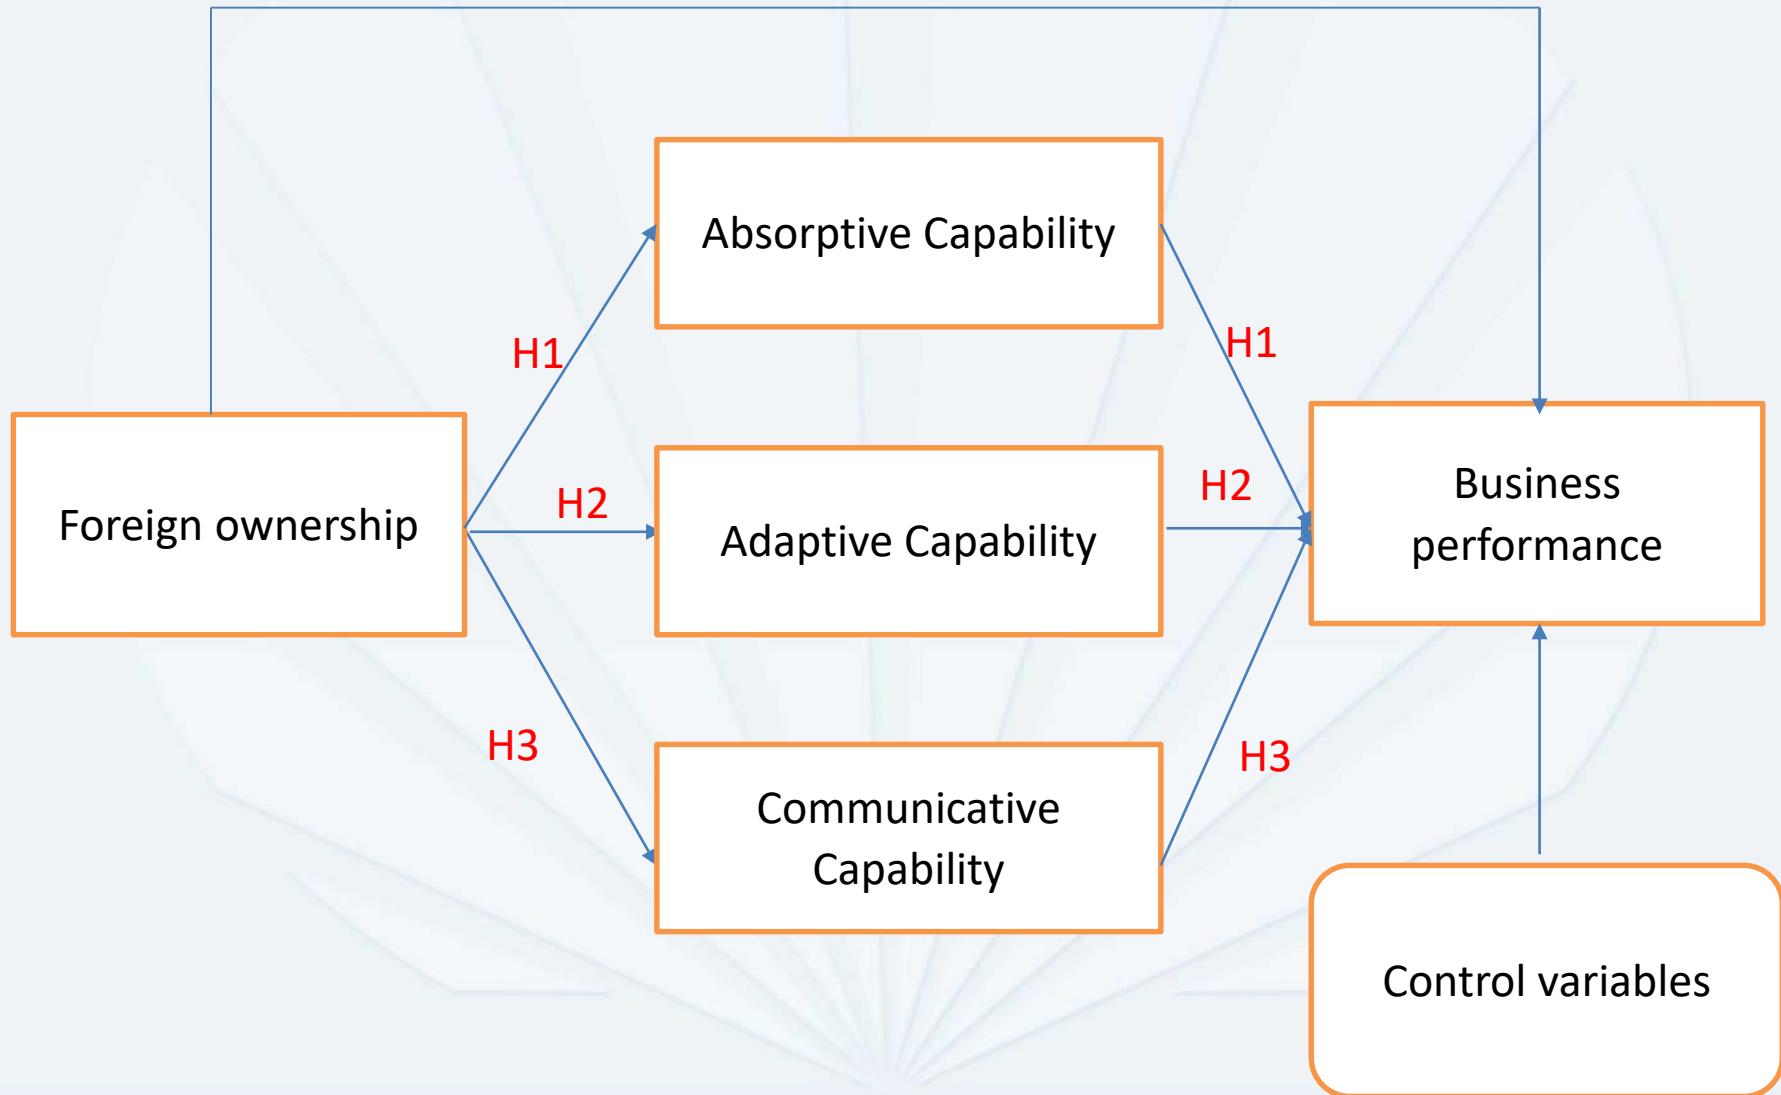 Absorptive Capability
H1
H1
Foreign ownership
H2
Adaptive Capability
H2
Business
performance
H3
Communicative
Capability
H3
Control variables